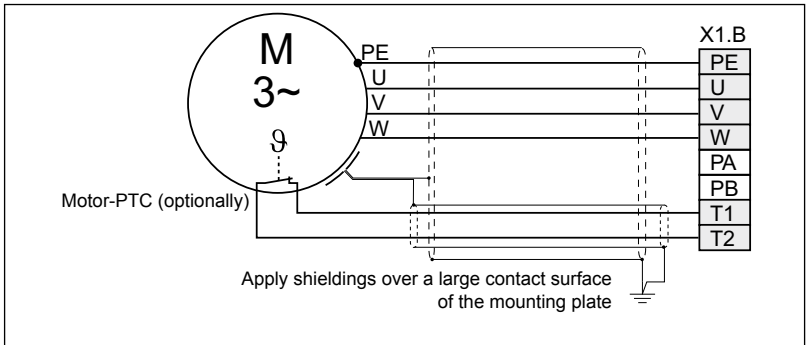 M
3~
ϑ
PE
U
V
W
Motor-PTC (optionally)
X1.B
PE
U
V
W
PA
PB
T1
T2
Apply shieldings over a large contact surface
of the mounting plate